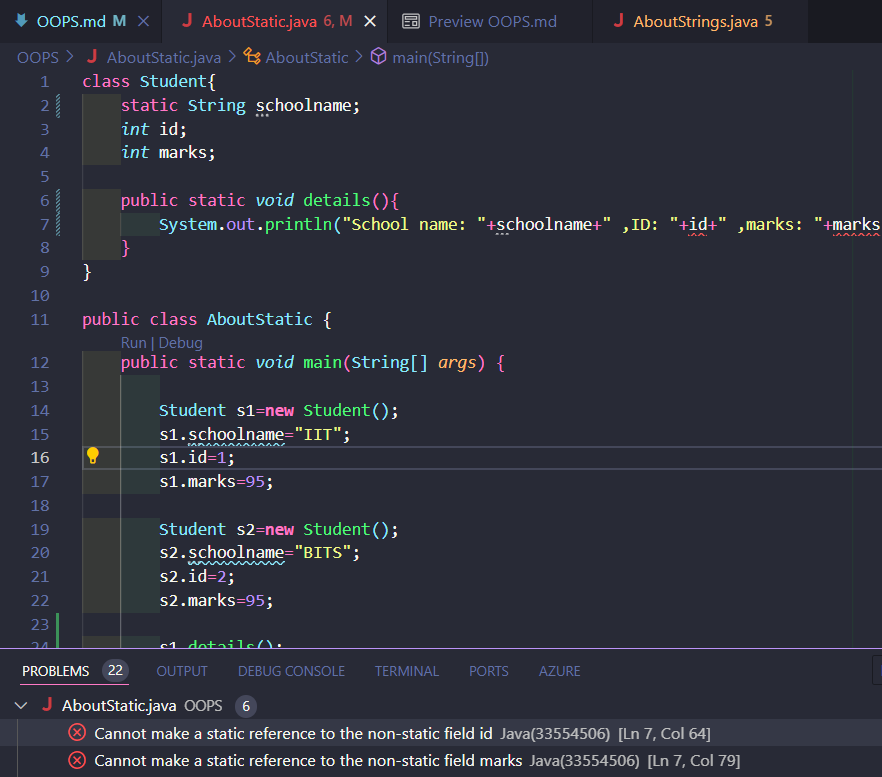 OOPS.md M
AboutStatic.java 6, M
Preview OOPS.md
AboutStrings.java 5
OOPS > AboutStatic.java > AboutStatic > main(String[])
1 class Student{
2 static String schoolname;
3 int id;
4 int marks;
5
6 public static void details(){
7 System.out.println("School name: "+schoolname+" ,ID: "+id+" ,marks: "+marks
8 }
9 }
10
11 public class AboutStatic {
Run | Debug
12 public static void main(String[] args) {
13
14 Student s1=new Student();
15 s1.schoolname="IIT";
16 s1.id=1;
17 s1.marks=95;
18
19 Student s2=new Student();
20 s2.schoolname="BITS";
21 s2.id=2;
22 s2.marks=95;
23
24 s1.details();
PROBLEMS 22 OUTPUT DEBUG CONSOLE TERMINAL PORTS AZURE
AboutStatic.java OOPS 6
Cannot make a static reference to the non-static field id Java(33554506) [Ln 7, Col 64]
Cannot make a static reference to the non-static field marks Java(33554506) [Ln 7, Col 79]